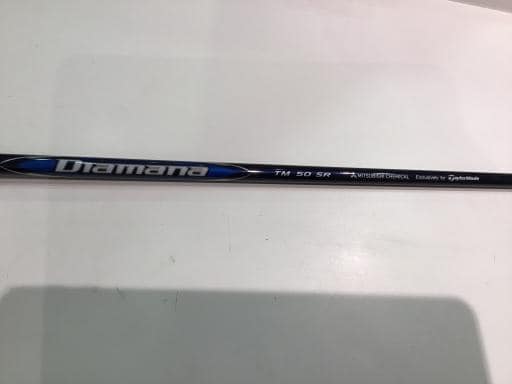 Diamana TM 50 SR MITSUBISHI CHEMICAL Exclusively for TaylorMade